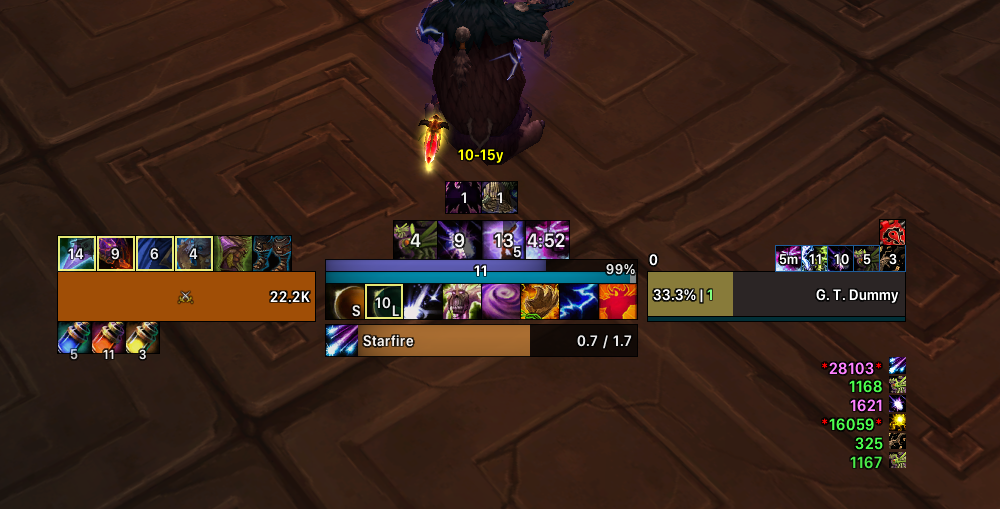 10-15y
1 1
4 9 13 5 4:52
14 9 6 4
5m 11 10 5 3
11 99%
0
22.2K
10 S L
33.3% | 1 G. T. Dummy
Starfire 0.7 / 1.7
5 11 3
*28103*
1168
1621
*16059*
325
1167